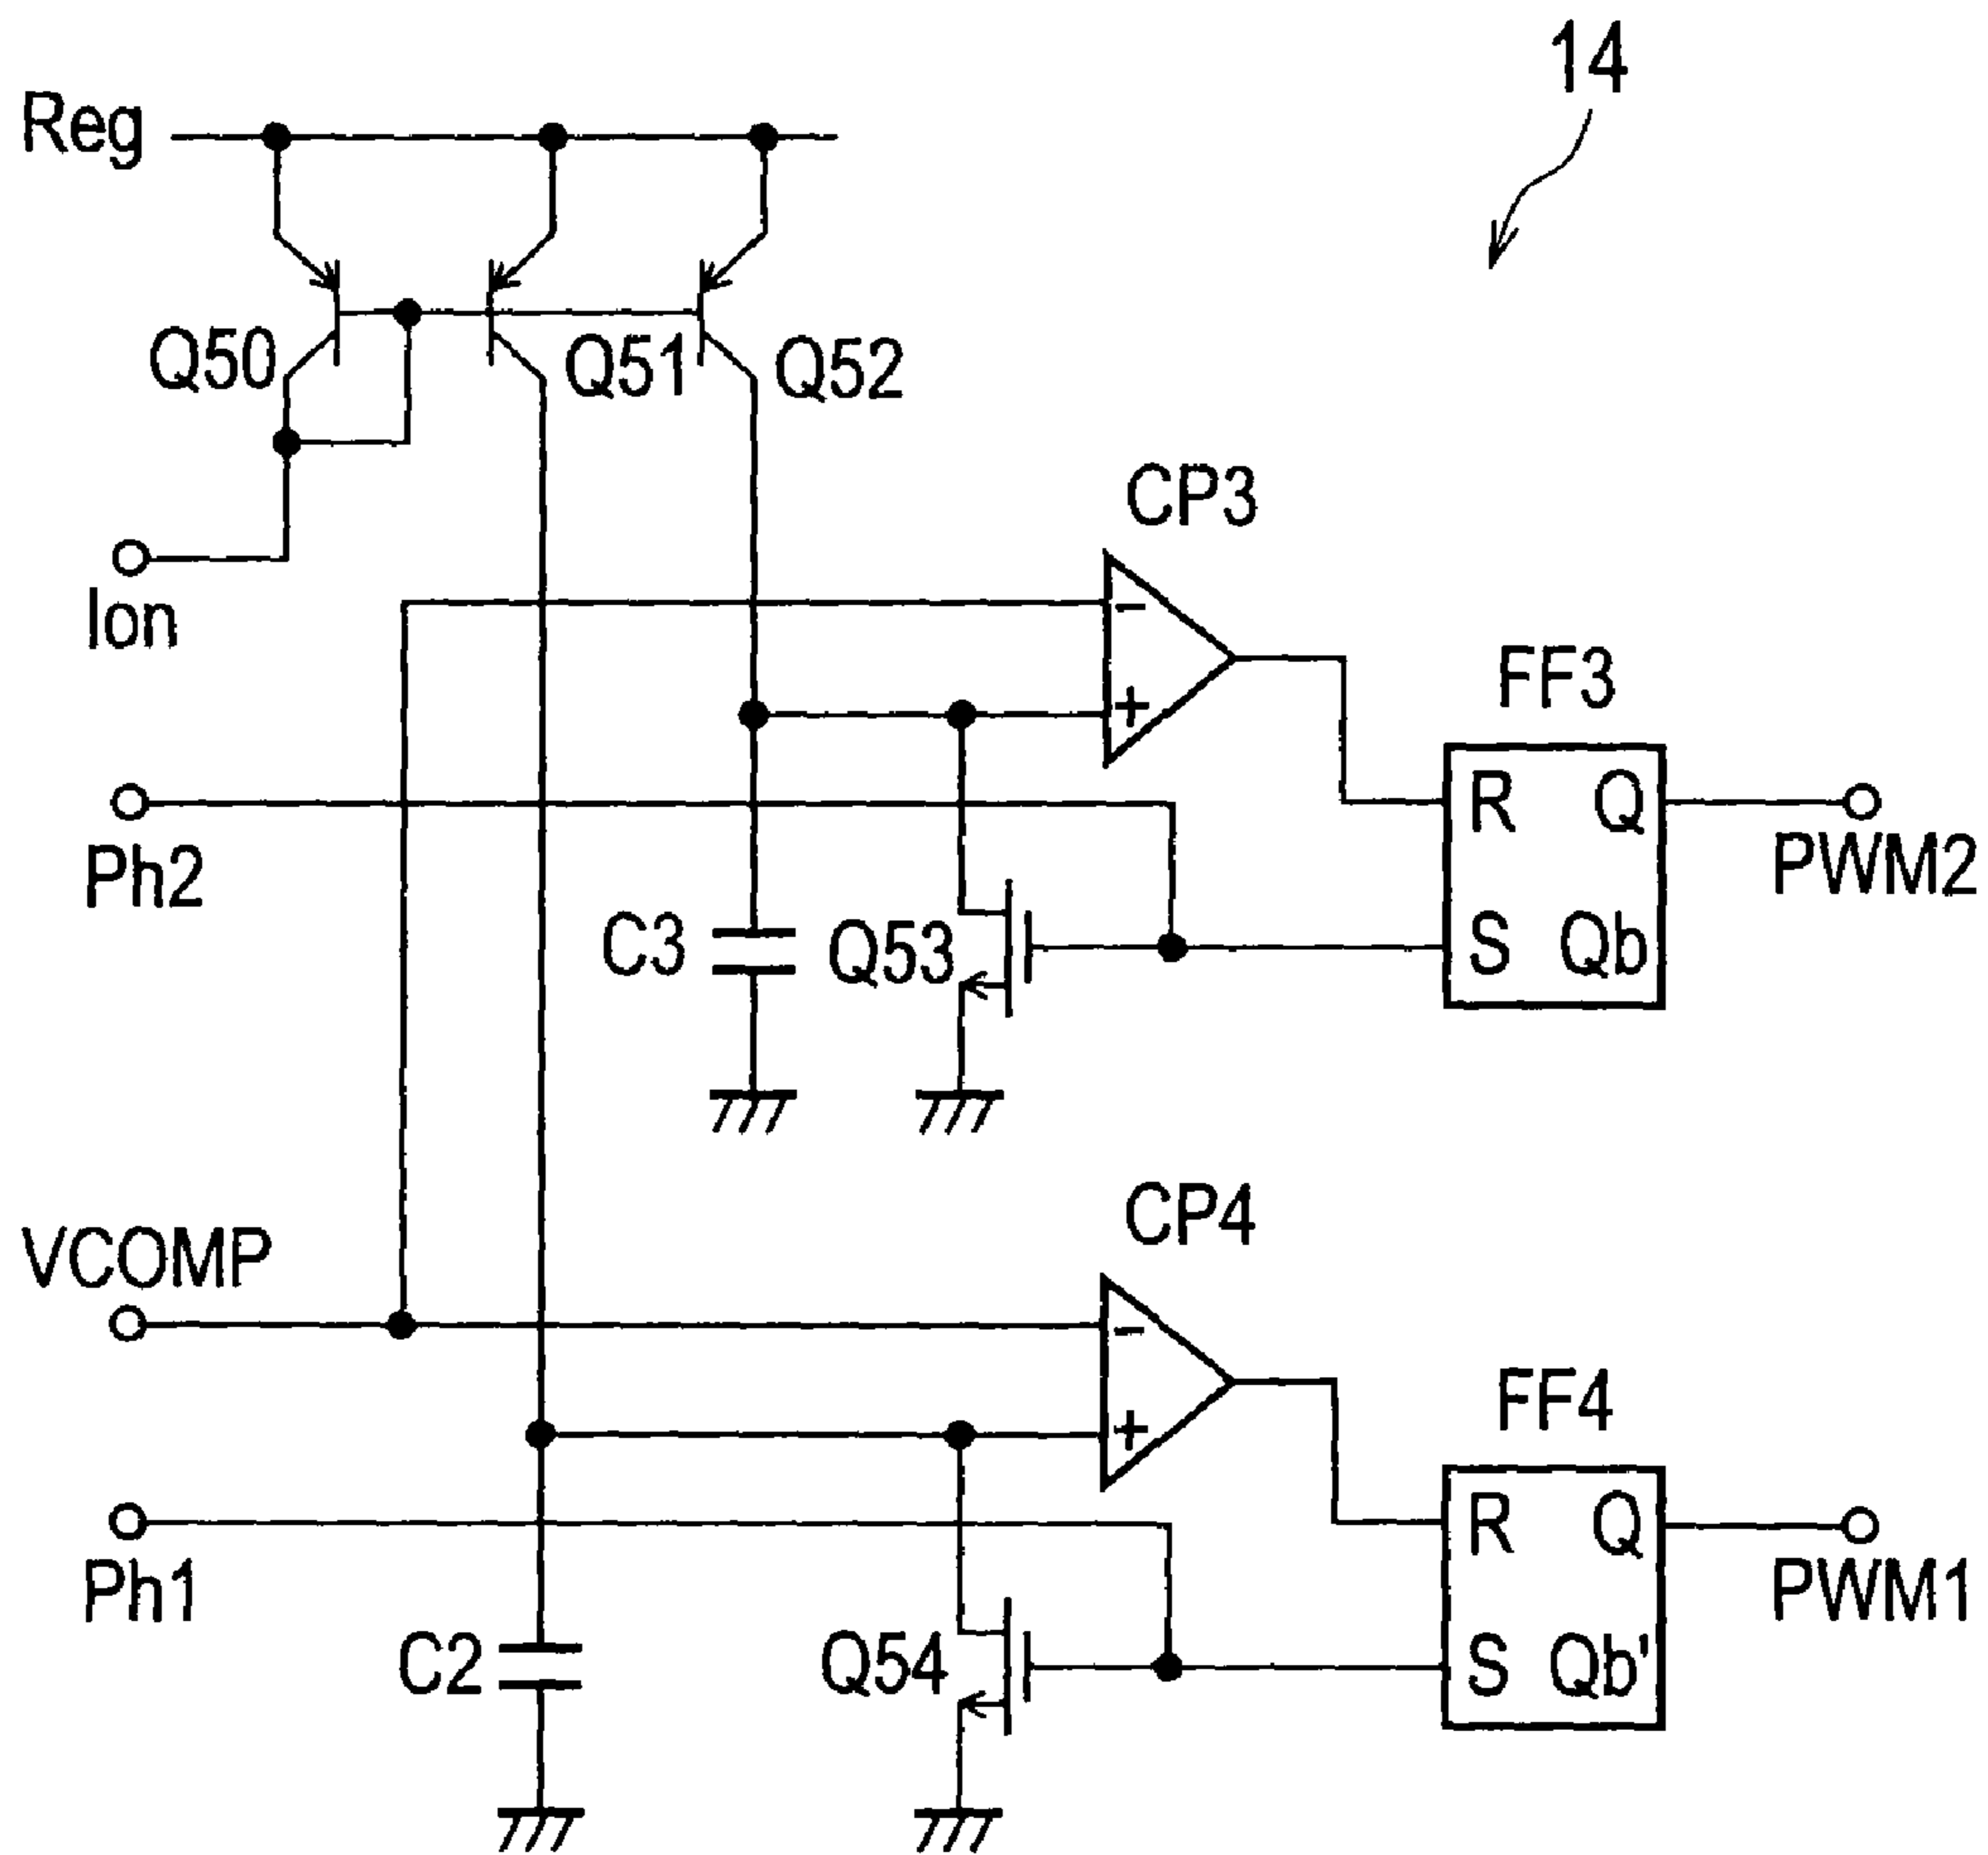 14
Reg
Q50
Q51
Q52
CP3
Ion
-
+
FF3
R
Q
Ph2
PWM2
C3
Q53
S
Qb
VCOMP
CP4
-
+
FF4
R
Q
Ph1
PWM1
C2
Q54
S
Qb'